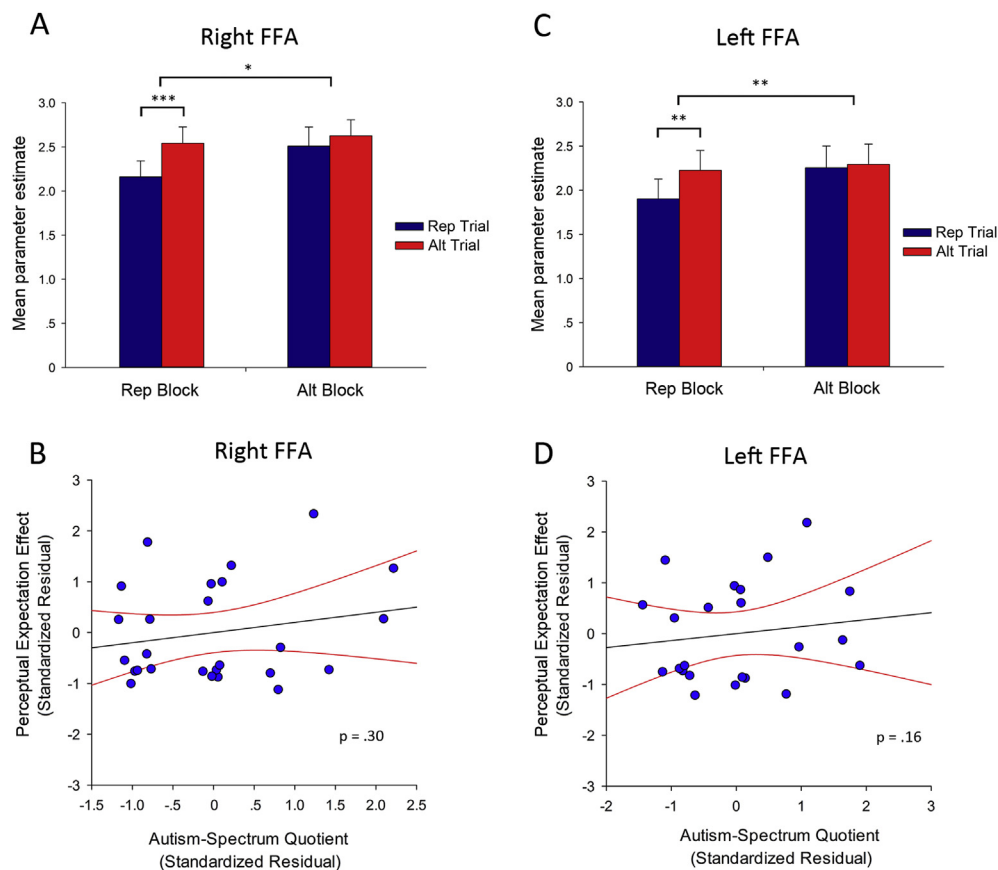 A
Right FFA
*
***
3.0
2.5
2.0
1.5
1.0
.5
0
Mean parameter estimate
Rep Trial
Alt Trial
Rep Block
Alt Block
C
Left FFA
**
**
3.0
2.5
2.0
1.5
1.0
.5
0
Mean parameter estimate
Rep Trial
Alt Trial
Rep Block
Alt Block
B
Right FFA
3
2
1
0
-1
-2
-3
Perceptual Expectation Effect
(Standardized Residual)
p = .30
-1.5 -1.0 -.5 0 .5 1.0 1.5 2.0 2.5
Autism-Spectrum Quotient
(Standardized Residual)
D
Left FFA
3
2
1
0
-1
-2
-3
Perceptual Expectation Effect
(Standardized Residual)
p = .16
-2 -1 0 1 2 3
Autism-Spectrum Quotient
(Standardized Residual)